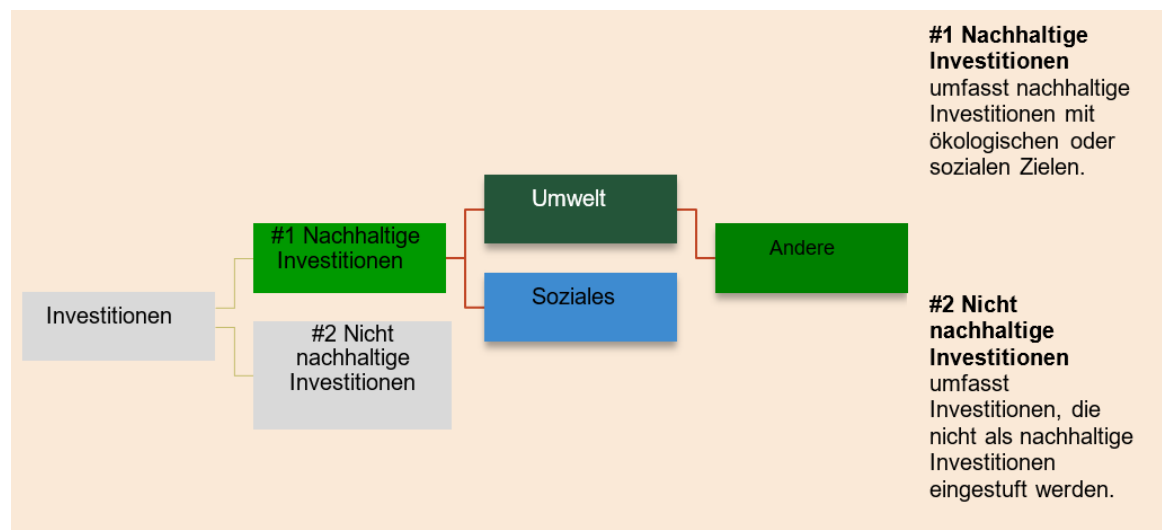 Investitionen
#1 Nachhaltige
Investitionen
#2 Nicht
nachhaltige
Investitionen
Umwelt
Soziales
Andere
#1 Nachhaltige
Investitionen
umfasst nachhaltige
Investitionen mit
ökologischen oder
sozialen Zielen.
#2 Nicht
nachhaltige
Investitionen
umfasst
Investitionen, die
nicht als nachhaltige
Investitionen
eingestuft werden.